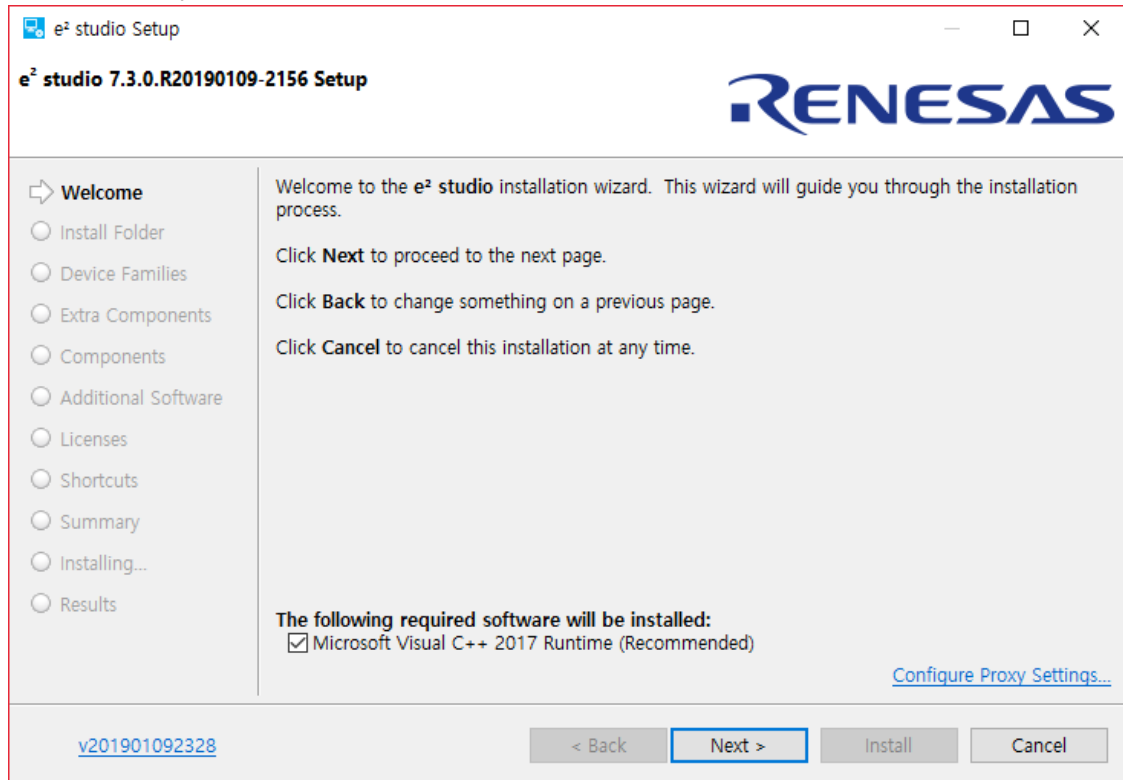 e² studio Setup
e² studio 7.3.0.R20190109-2156 Setup
RENESAS
Welcome
Install Folder
Device Families
Extra Components
Components
Additional Software
Licenses
Shortcuts
Summary
Installing...
Results
Welcome to the e² studio installation wizard. This wizard will guide you through the installation
process.
Click Next to proceed to the next page.
Click Back to change something on a previous page.
Click Cancel to cancel this installation at any time.
The following required software will be installed:
Microsoft Visual C++ 2017 Runtime (Recommended)
Configure Proxy Settings...
v201901092328
< Back
Next >
Install
Cancel